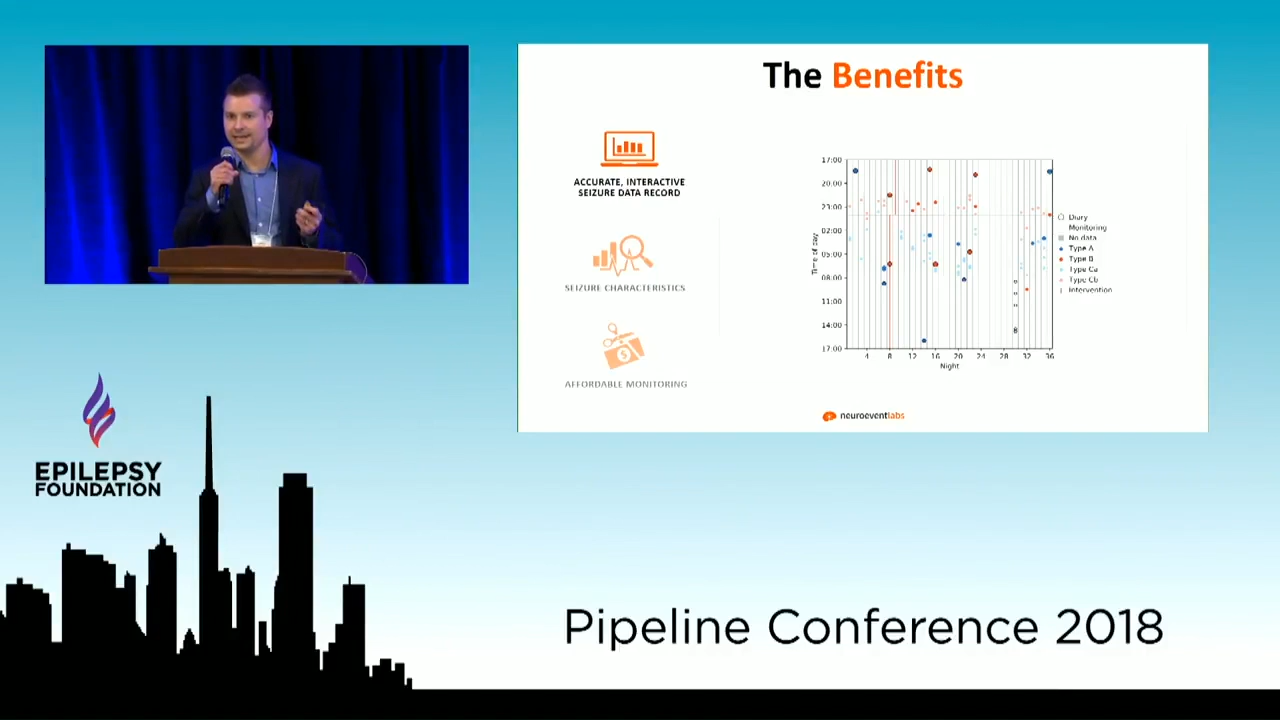 The Benefits
ACCURATE, INTERACTIVE
SEIZURE DATA RECORD
SEIZURE CHARACTERISTICS
AFFORDABLE MONITORING
17:00
20:00
23:00
02:00
05:00
08:00
11:00
14:00
17:00
Time of day
4 8 12 16 20 24 28 32 36
Night
Diary
Monitoring
No data
Type A
Type B
Type Ca
Type Cb
Intervention
neuroeventlabs
EPILEPSY
FOUNDATION
Pipeline Conference 2018